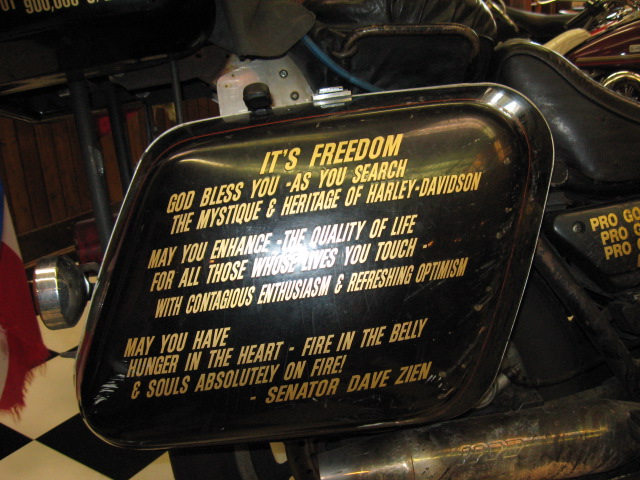 900,000
IT'S FREEDOM
GOD BLESS YOU - AS YOU SEARCH
THE MYSTIQUE & HERITAGE OF HARLEY-DAVIDSON
MAY YOU ENHANCE - THE QUALITY OF LIFE
FOR ALL THOSE WHOSE LIVES YOU TOUCH -
WITH CONTAGIOUS ENTHUSIASM & REFRESHING OPTIMISM
MAY YOU HAVE
HUNGER IN THE HEART - FIRE IN THE BELLY
& SOULS ABSOLUTELY ON FIRE!
- SENATOR DAVE ZIEN
PRO
PRO
PRO